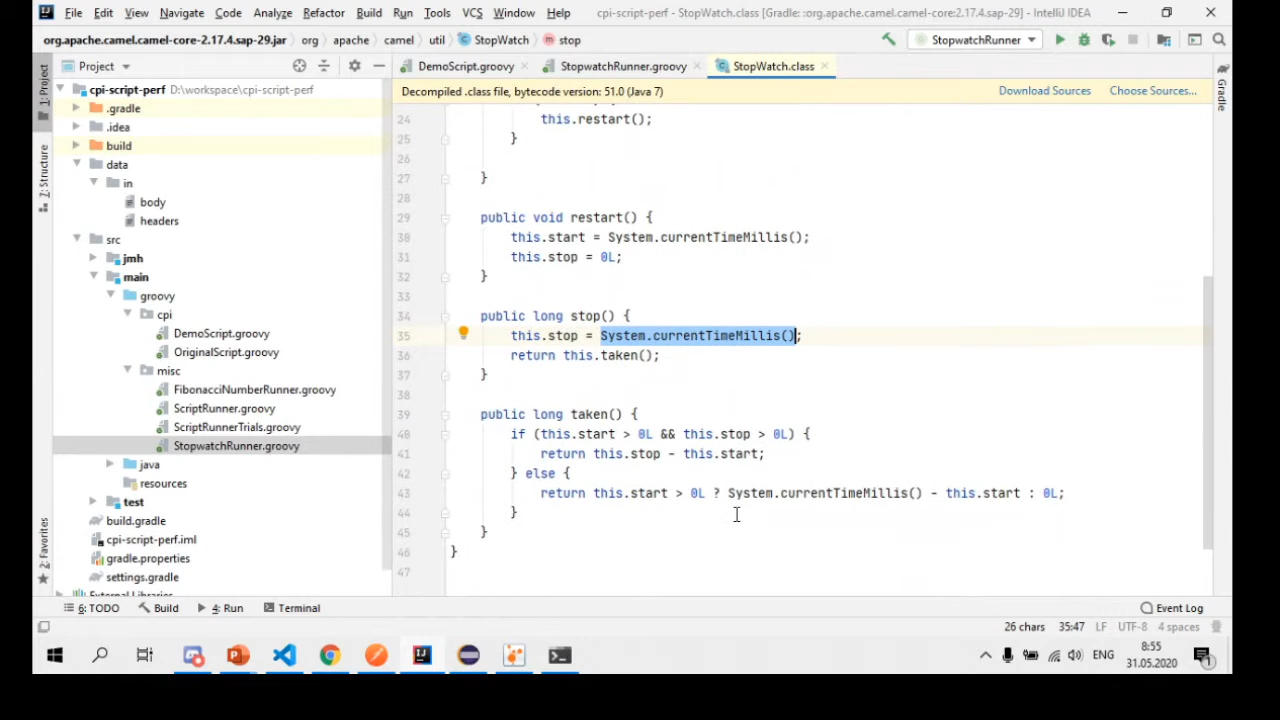 File Edit View Navigate Code Analyze Refactor Build Run Tools VCS Window Help cpi-script-perf - StopWatch.class [Gradle: :org.apache.camel.camel-core:2.17.4.sap-29] - IntelliJ IDEA
org.apache.camel.camel-core-2.17.4.sap-29.jar org apache camel util StopWatch stop StopwatchRunner
Project DemoScript.groovy StopwatchRunner.groovy StopWatch.class
Decompiled .class file, bytecode version: 51.0 (Java 7) Download Sources Choose Sources...
1: Project
7: Structure
2: Favorites
Gradle
cpi-script-perf D:\workspace\cpi-script-perf
.gradle
.idea
build
data
in
body
headers
src
jmh
main
groovy
cpi
DemoScript.groovy
OriginalScript.groovy
misc
FibonacciNumberRunner.groovy
ScriptRunner.groovy
ScriptRunnerTrials.groovy
StopwatchRunner.groovy
java
resources
test
build.gradle
cpi-script-perf.iml
gradle.properties
settings.gradle
External Libraries
24 this.restart();
25 }
26
27 }
28
29 public void restart() {
30 this.start = System.currentTimeMillis();
31 this.stop = 0L;
32 }
33
34 public long stop() {
35 this.stop = System.currentTimeMillis();
36 return this.taken();
37 }
38
39 public long taken() {
40 if (this.start > 0L && this.stop > 0L) {
41 return this.stop - this.start;
42 } else {
43 return this.start > 0L ? System.currentTimeMillis() - this.start : 0L;
44 }
45 }
46 }
47
6: TODO Build 4: Run Terminal Event Log
26 chars 35:47 LF UTF-8 4 spaces
ENG 8:55
31.05.2020
1